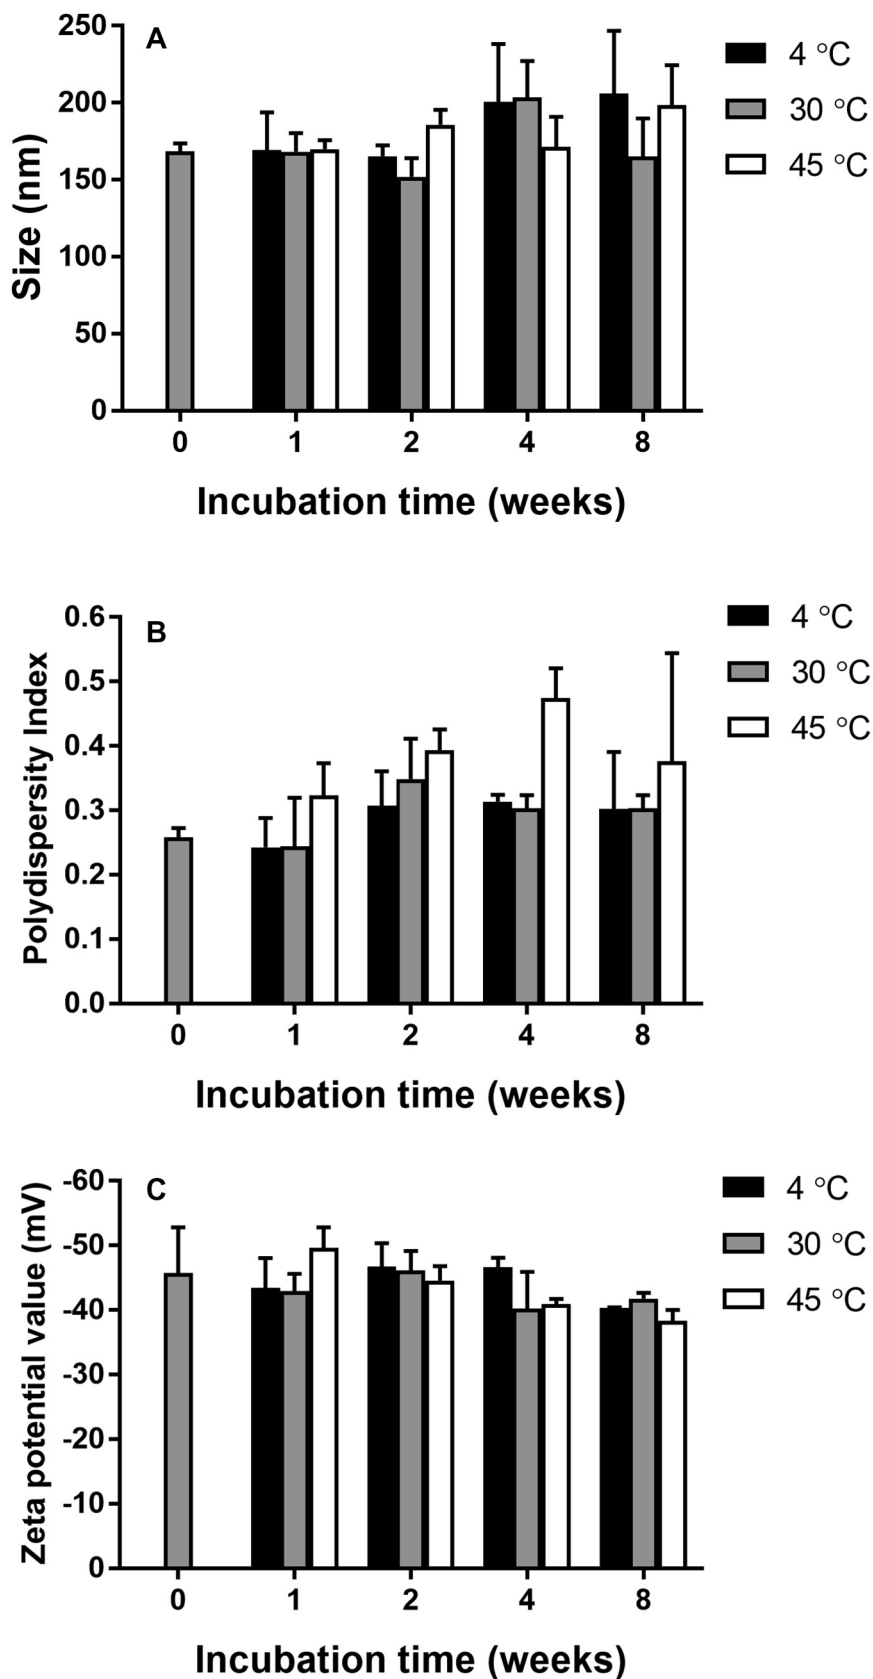 A
250
200
150
100
50
0
Size (nm)
0 1 2 4 8
Incubation time (weeks)
4 °C
30 °C
45 °C
B
0.6
0.5
0.4
0.3
0.2
0.1
0.0
Polydispersity Index
0 1 2 4 8
Incubation time (weeks)
4 °C
30 °C
45 °C
C
-60
-50
-40
-30
-20
-10
0
Zeta potential value (mV)
0 1 2 4 8
Incubation time (weeks)
4 °C
30 °C
45 °C